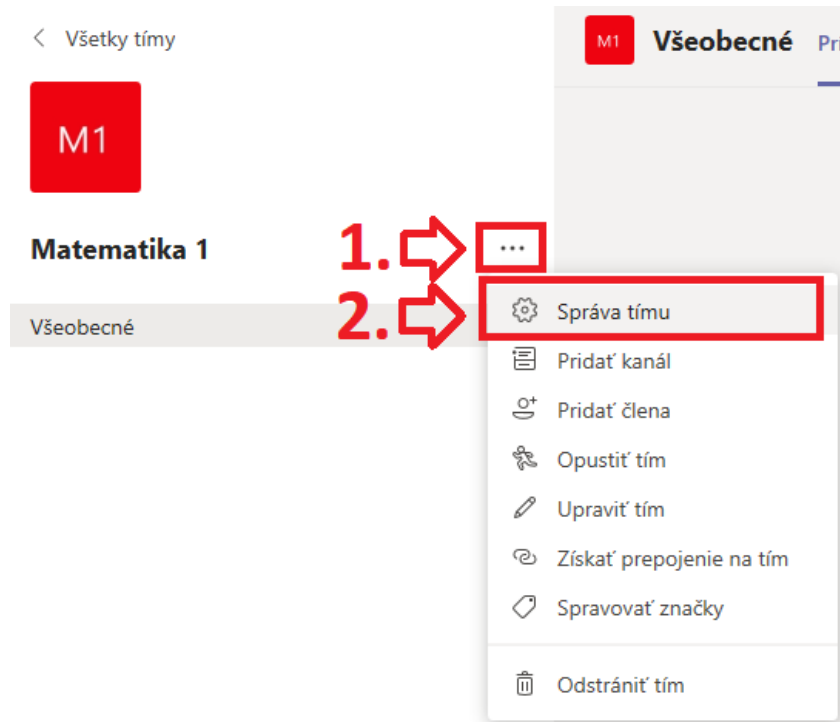 Všetky tímy
M1 Všeobecné Pri
M1
Matematika 1
1.
...
2.
Všeobecné
Správa tímu
Pridať kanál
Pridať člena
Opustiť tím
Upraviť tím
Získať prepojenie na tím
Spravovať značky
Odstrániť tím